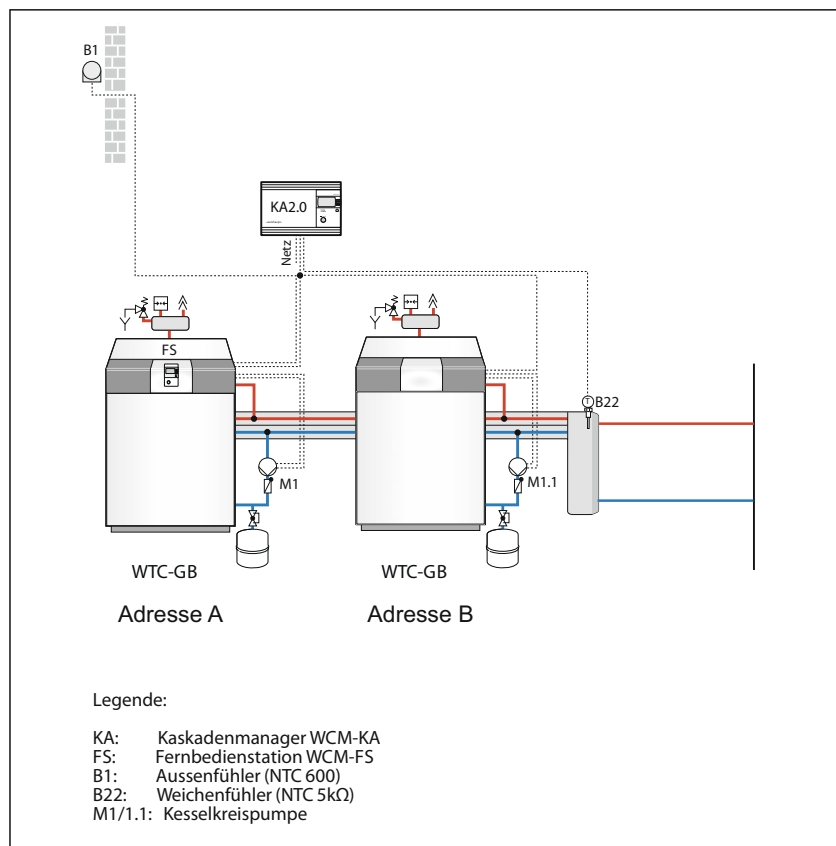 B1
KA2.0
Netz
FS
T
B22
M1
M1.1
WTC-GB
WTC-GB
Adresse A
Adresse B
Legende:
KA: Kaskadenmanager WCM-KA
FS: Fernbedienstation WCM-FS
B1: Aussenfühler (NTC 600)
B22: Weichenfühler (NTC 5kΩ)
M1/1.1: Kesselkreispumpe